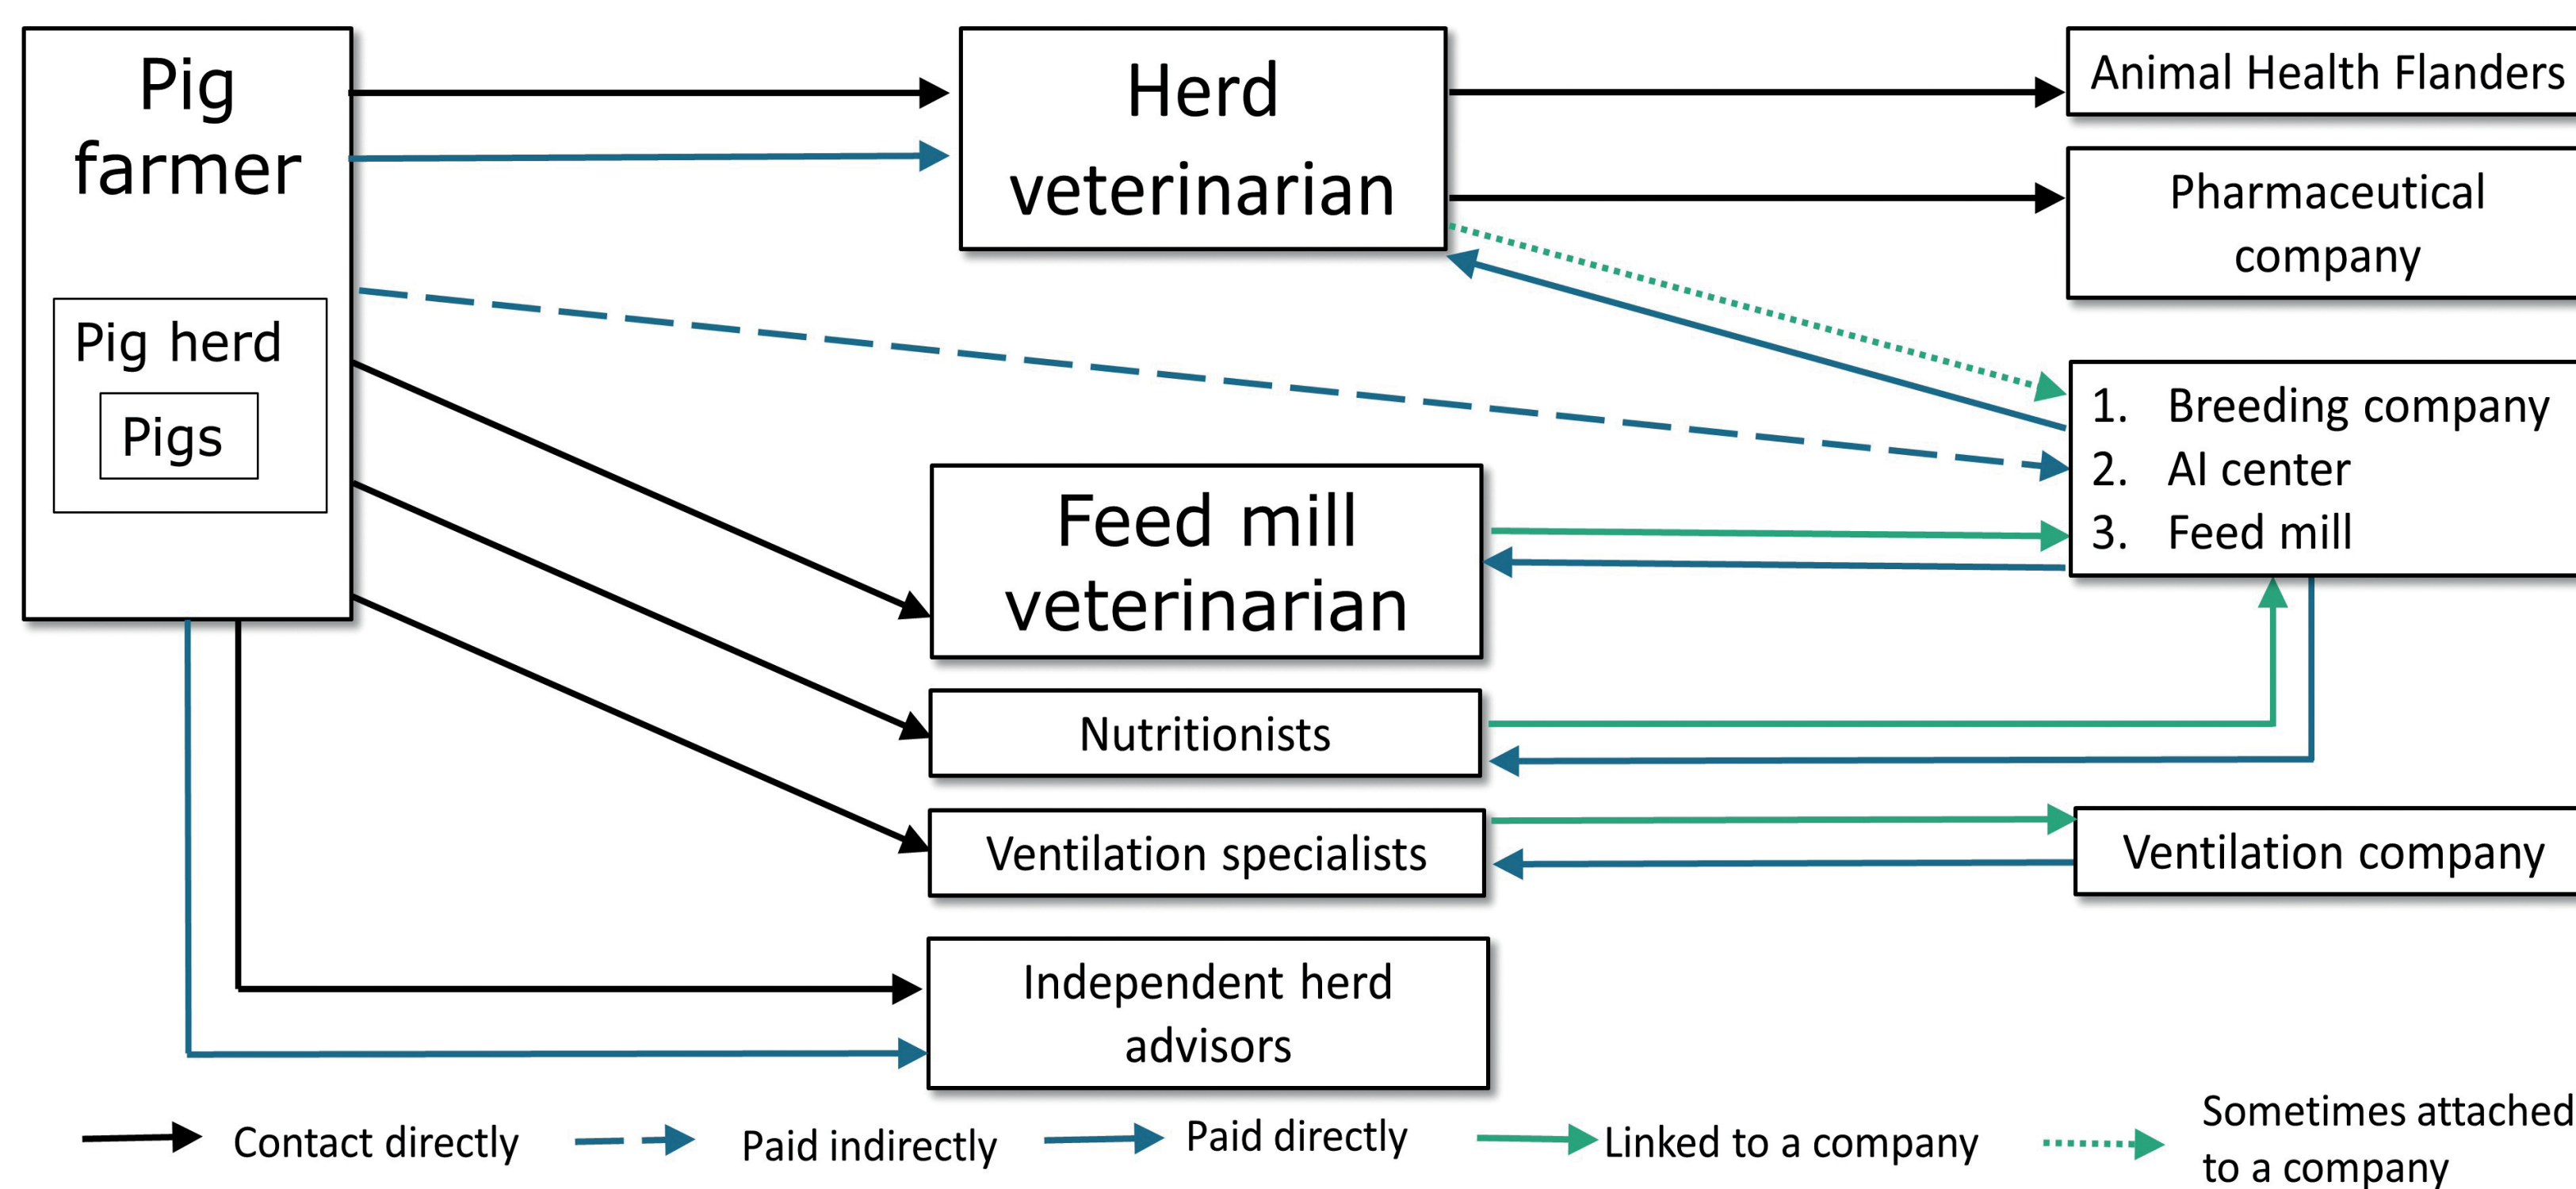 Pig
farmer
Pig herd
Pigs
Herd
veterinarian
Animal Health Flanders
Pharmaceutical
company
1. Breeding company
2. AI center
3. Feed mill
Feed mill
veterinarian
Nutritionists
Ventilation specialists
Ventilation company
Independent herd
advisors
Contact directly
Paid indirectly
Paid directly
Linked to a company
Sometimes attached
to a company